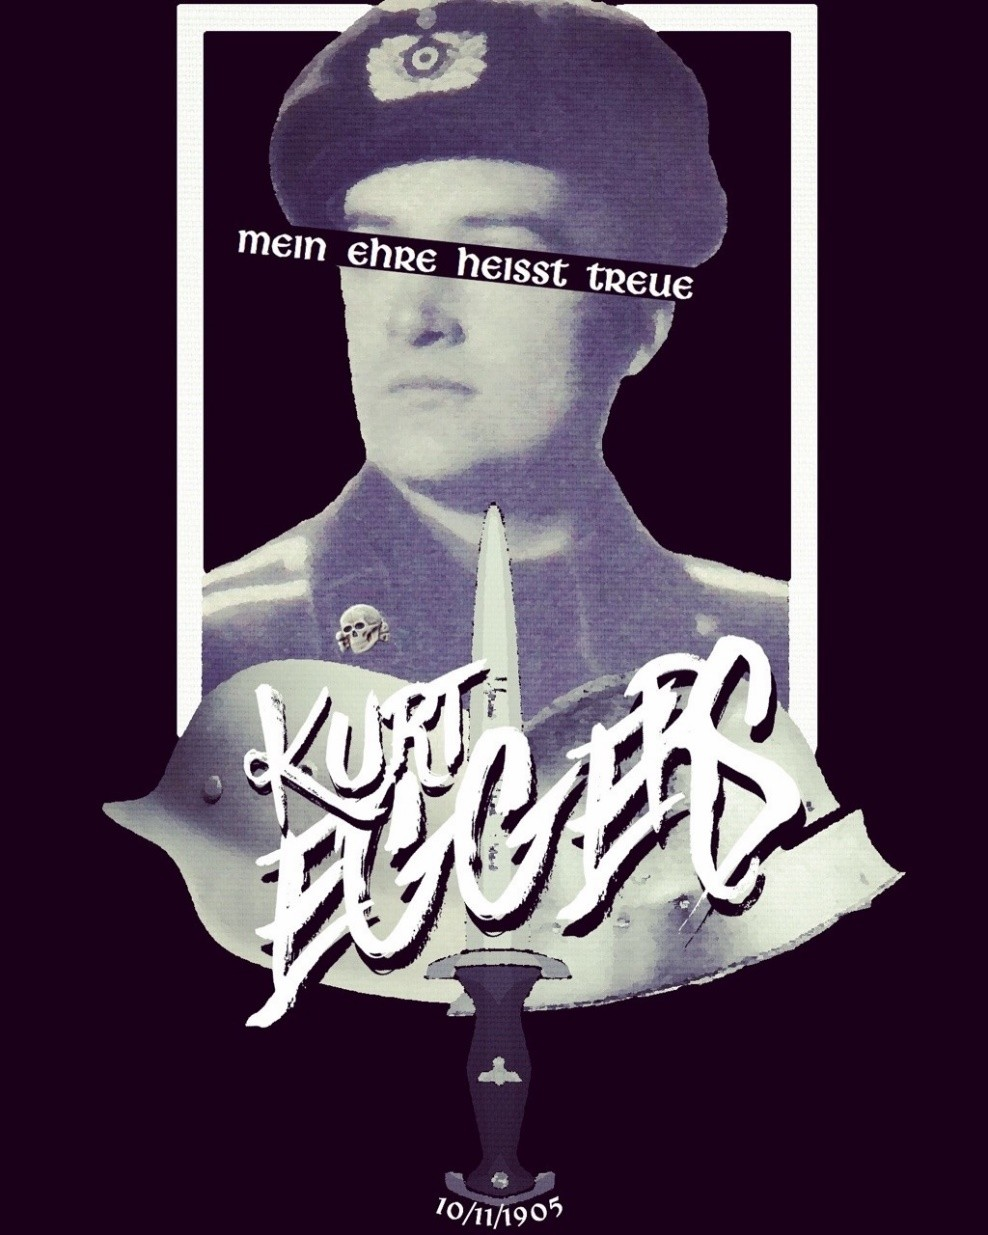 mein ehre heisst treue
KURT
EGGERS
10/11/1905